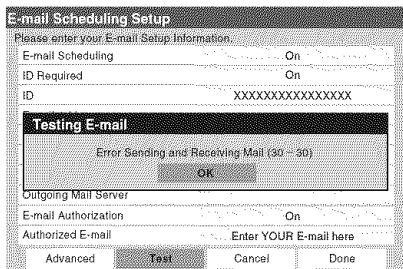 E-mail Scheduling Setup
Please enter your E-mail Setup Information.
E-mail Scheduling On
ID Required On
ID XXXXXXXXXXXXXXXX
Testing E-mail
Error Sending and Receiving Mail (30 – 30)
OK
Outgoing Mail Server
E-mail Authorization On
Authorized E-mail Enter YOUR E-mail here
Advanced Test Cancel Done